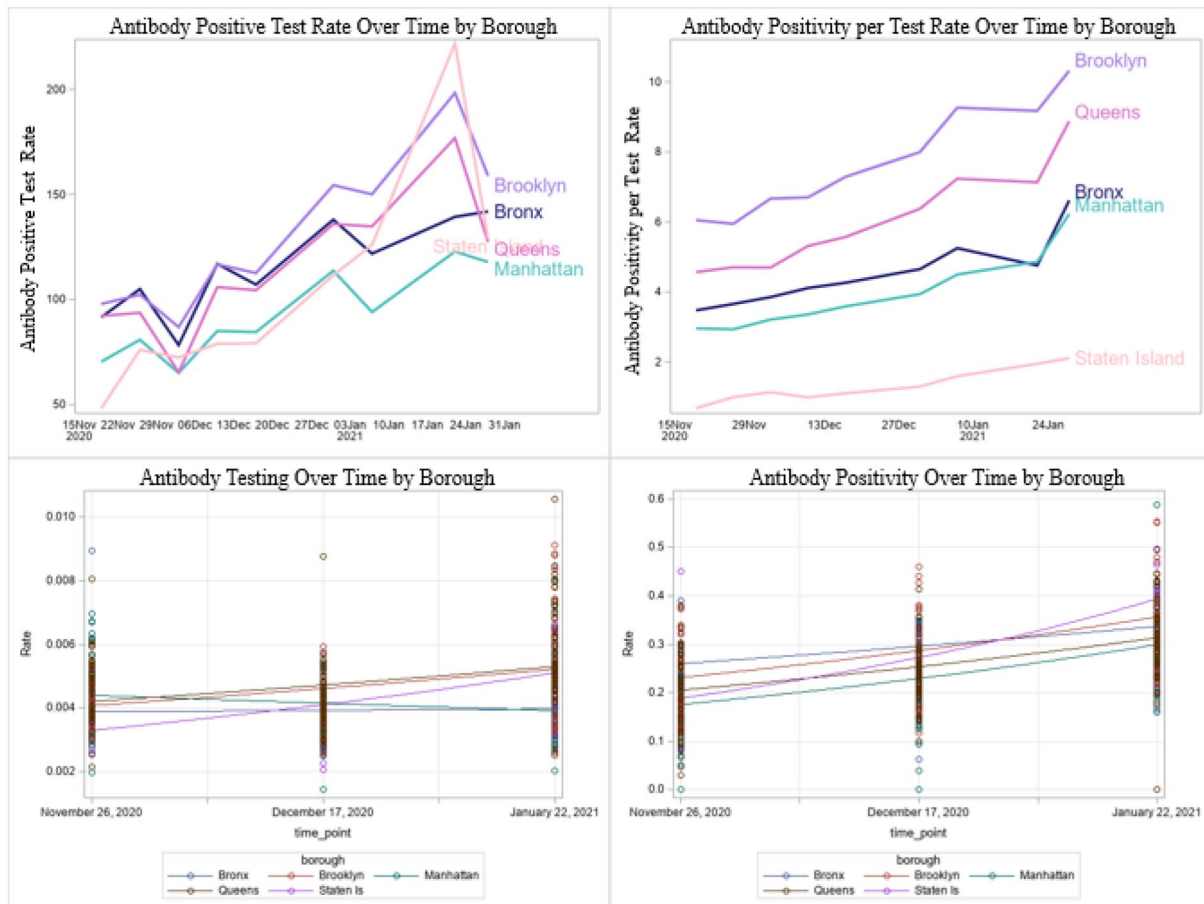 Antibody Positive Test Rate Over Time by Borough
Antibody Positive Test Rate
200
150
100
50
Brooklyn
Bronx
Staten Island
Queens
Manhattan
15Nov 22Nov 29Nov 06Dec 13Dec 20Dec 27Dec 03Jan 10Jan 17Jan 24Jan 31Jan
2020 2021
Antibody Positivity per Test Rate Over Time by Borough
Antibody Positivity per Test Rate
10
8
6
4
2
Brooklyn
Queens
Bronx
Manhattan
Staten Island
15Nov 29Nov 13Dec 27Dec 10Jan 24Jan
2020 2021
Antibody Testing Over Time by Borough
Rate
0.010
0.008
0.006
0.004
0.002
November 26, 2020 December 17, 2020 January 22, 2021
time_point
borough
Bronx Brooklyn Manhattan
Queens Staten Is
Antibody Positivity Over Time by Borough
Rate
0.6
0.5
0.4
0.3
0.2
0.1
0.0
November 26, 2020 December 17, 2020 January 22, 2021
time_point
borough
Bronx Brooklyn Manhattan
Queens Staten Is